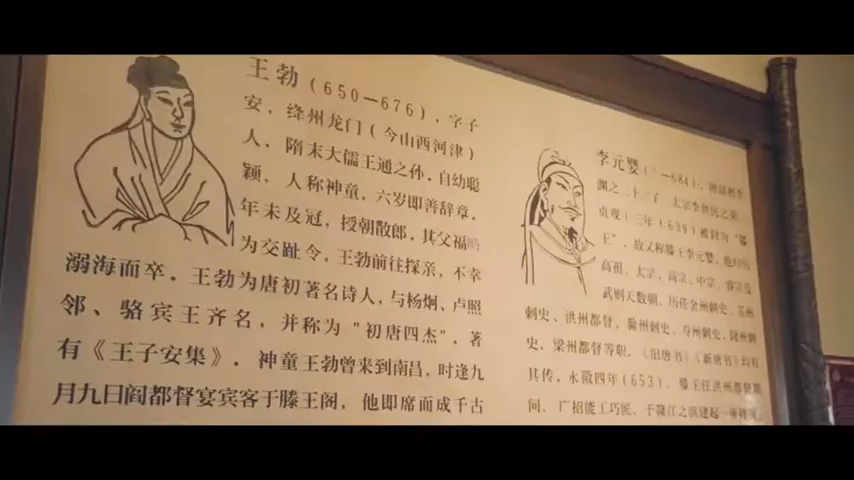 王勃(650—676),字子
安,绛州龙门(今山西河津)
人.隋末大儒王通之孙.自幼聪
颖,人称神童,六岁即善辞章.
年未及冠,授朝散郎,其父福
为交趾令,王勃前往探亲,不幸
溺海而卒.王勃为唐初著名诗人,与杨炯、卢照
邻、骆宾王齐名,并称为"初唐四杰".著
有《王子安集》.神童王勃曾来到南昌,时逢九
月九日阎都督宴宾客于滕王阁,他即席而成千古
李元婴(?—684),
渊之二十二子 太宗李世民之弟.
贞观十三年(639)被封为"滕
王".故又称滕王李元婴.他
高祖、太宗、高宗、中宗、睿宗及
武则天数朝.历任金州刺史、苏州
刺史、洪州都督、滁州刺史、寿州刺史、隆州刺
史、梁州都督等职.《旧唐书》《新唐书》均有
其传.永徽四年(653).滕王任洪州都督期
间.广招能工巧匠.于赣江之滨建起一座